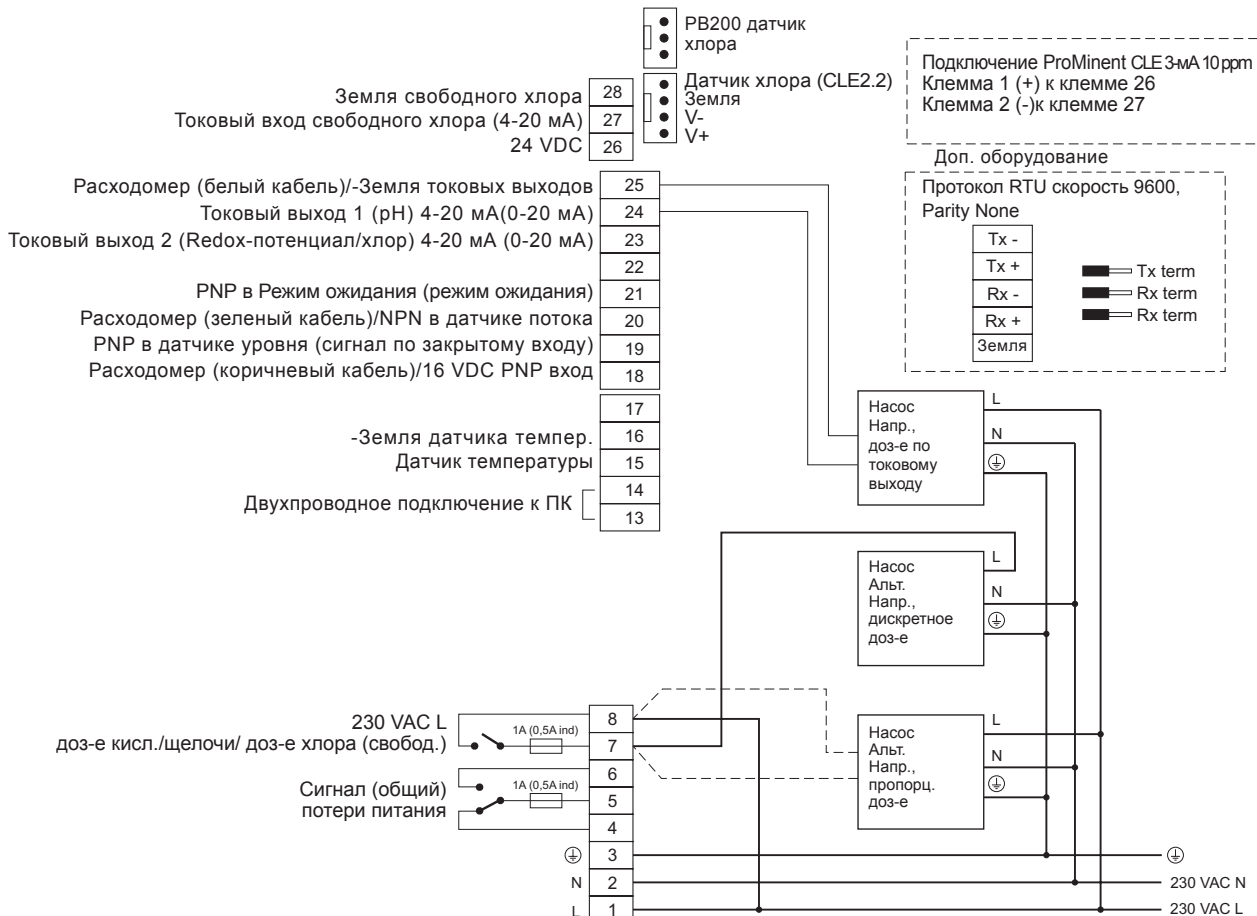 PB200 датчик
хлора
Датчик хлора (CLE2.2)
Земля
V-
V+
Подключение ProMinent CLE 3-мА 10 ppm
Клемма 1 (+) к клемме 26
Клемма 2 (-)к клемме 27
Земля свободного хлора 28
Токовый вход свободного хлора (4-20 мА) 27
24 VDC 26
Доп. оборудование
Протокол RTU скорость 9600,
Parity None
Tx -
Tx +
Rx -
Rx +
Земля
Tx term
Rx term
Rx term
Расходомер (белый кабель)/-Земля токовых выходов 25
Токовый выход 1 (pH) 4-20 мА(0-20 мА) 24
Токовый выход 2 (Redox-потенциал/хлор) 4-20 мА (0-20 мА) 23
22
PNP в Режим ожидания (режим ожидания) 21
Расходомер (зеленый кабель)/NPN в датчике потока 20
PNP в датчике уровня (сигнал по закрытому входу) 19
Расходомер (коричневый кабель)/16 VDC PNP вход 18
17
-Земля датчика темпер. 16
Датчик температуры 15
14
Двухпроводное подключение к ПК
13
Насос
Напр.,
доз-е по
токовому
выходу
L
N
Насос
Альт.
Напр.,
дискретное
доз-е
L
N
Насос
Альт.
Напр.,
пропорц.
доз-е
L
N
230 VAC L
доз-е кисл./щелочи/ доз-е хлора (свобод.)
1A (0,5A ind)
8
7
Сигнал (общий)
потери питания
1A (0,5A ind)
6
5
4
3
N 2 230 VAC N
L 1 230 VAC L